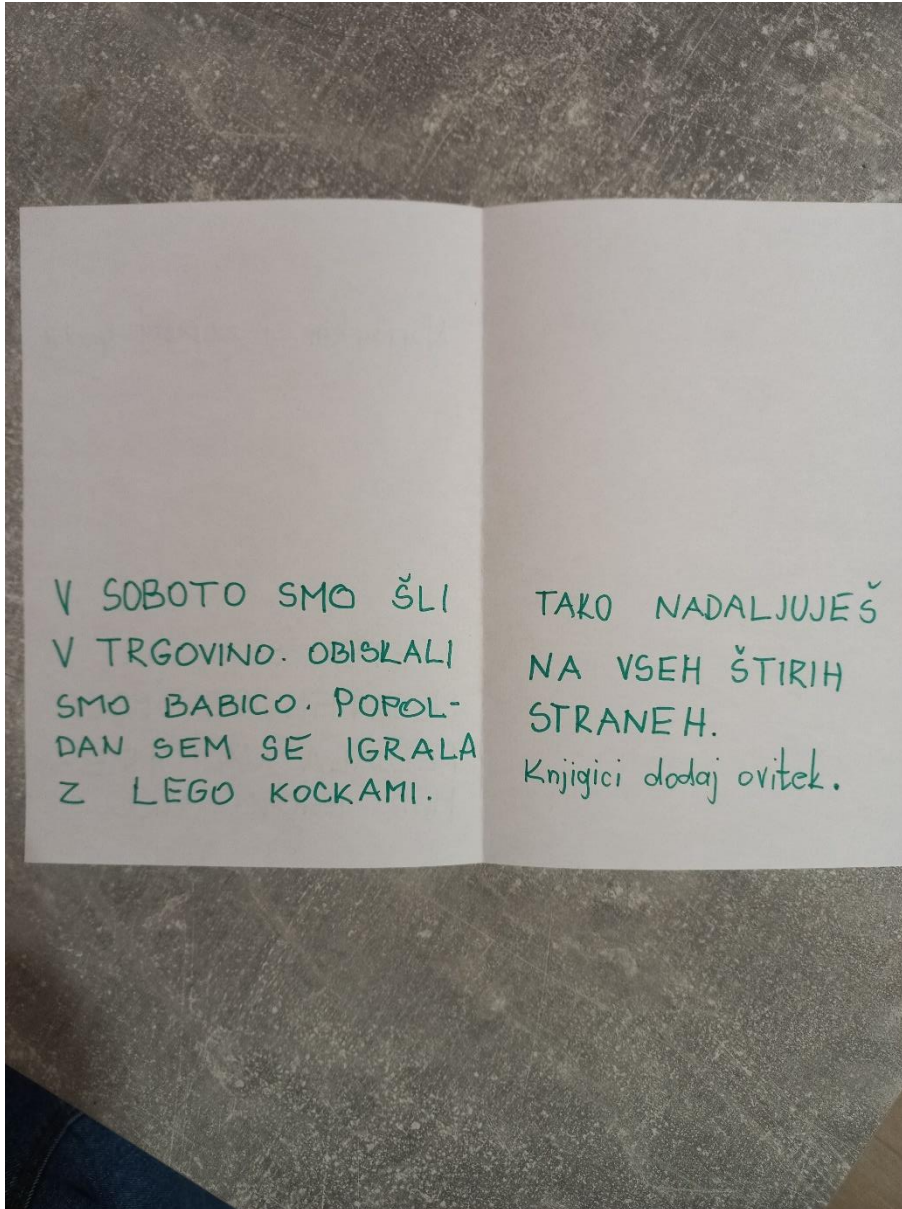 V SOBOTO SMO ŠLI
V TRGOVINO. OBISKALI
SMO BABICO. POPOL-
DAN SEM SE IGRALA
Z LEGO KOCKAMI.
TAKO NADALJUJEŠ
NA VSEH ŠTIRIH
STRANEH.
Knjigici dodaj ovitek.